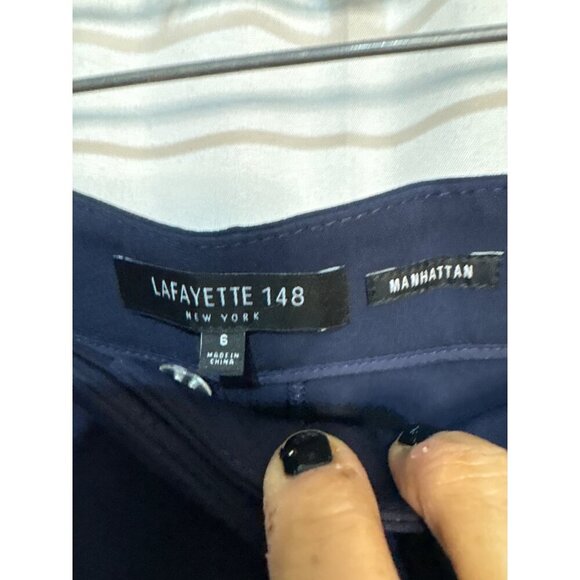 LAFAYETTE 148
NEW YORK
MANHATTAN
6
MADE IN
CHINA